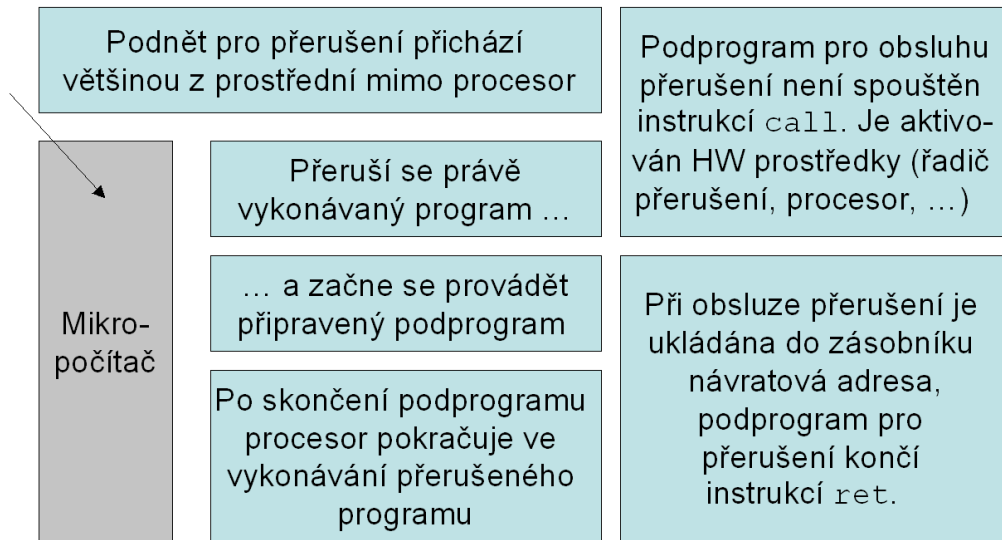 Podnět pro přerušení přichází
většinou z prostřední mimo procesor
Mikro-
počítač
Přeruší se právě
vykonávaný program …
… a začne se provádět
připravený podprogram
Po skončení podprogramu
procesor pokračuje ve
vykonávání přerušeného
programu
Podprogram pro obsluhu
přerušení není spouštěn
instrukcí call. Je aktivo-
ván HW prostředky (řadič
přerušení, procesor, …)
Při obsluze přerušení je
ukládána do zásobníku
návratová adresa,
podprogram pro
přerušení končí
instrukcí ret.